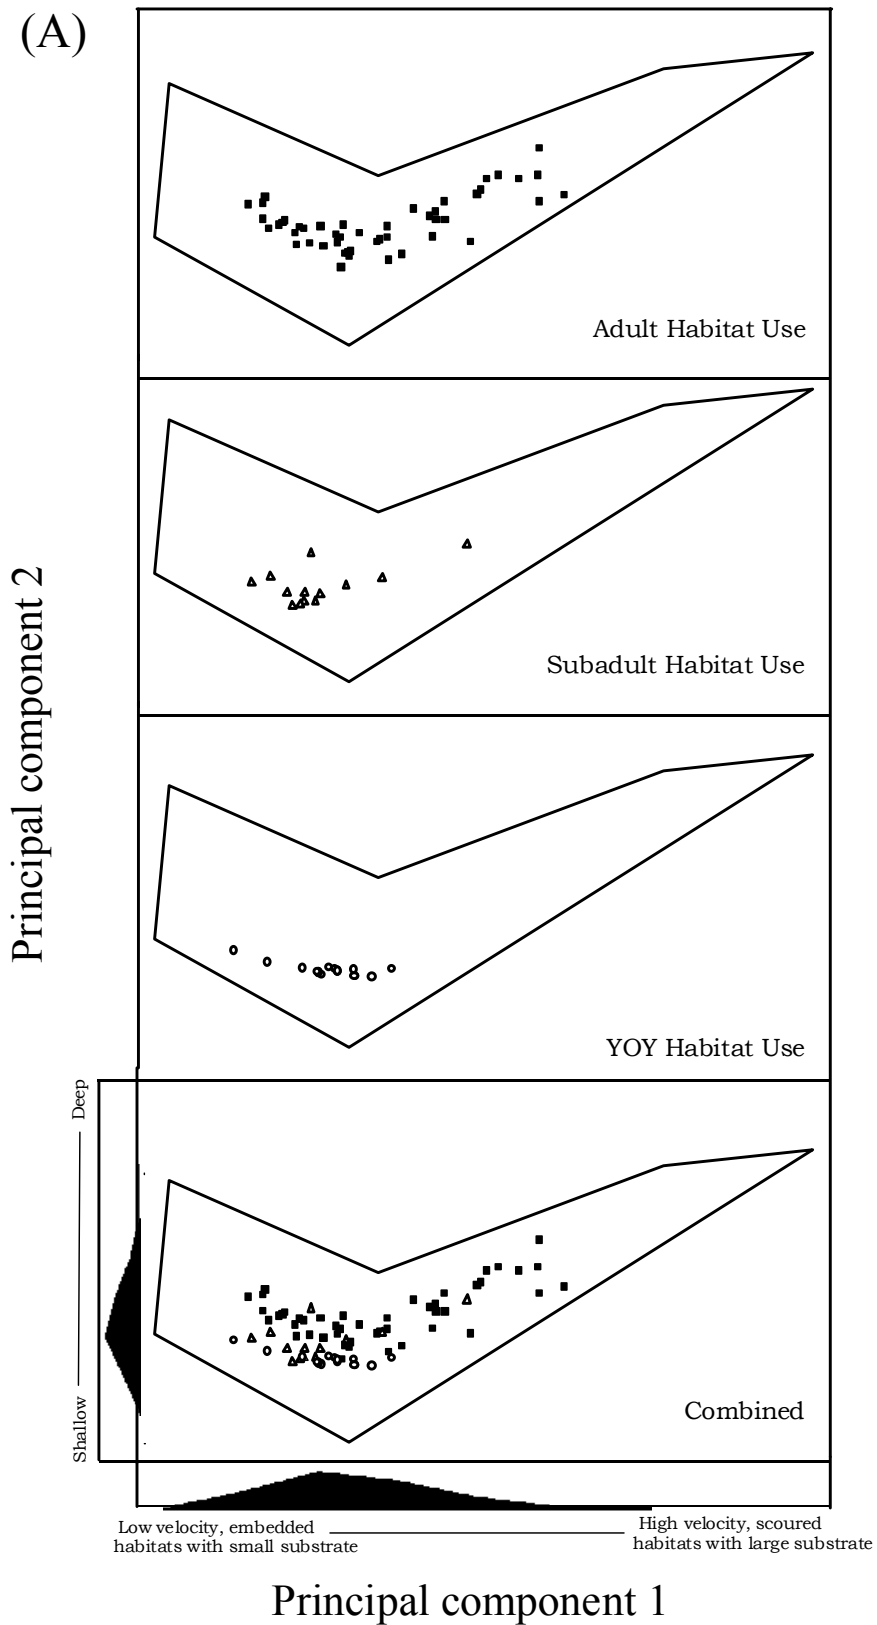 (A)
Adult Habitat Use
Subadult Habitat Use
YOY Habitat Use
Combined
Principal component 2
Deep
Shallow
Low velocity, embedded
habitats with small substrate
High velocity, scoured
habitats with large substrate
Principal component 1